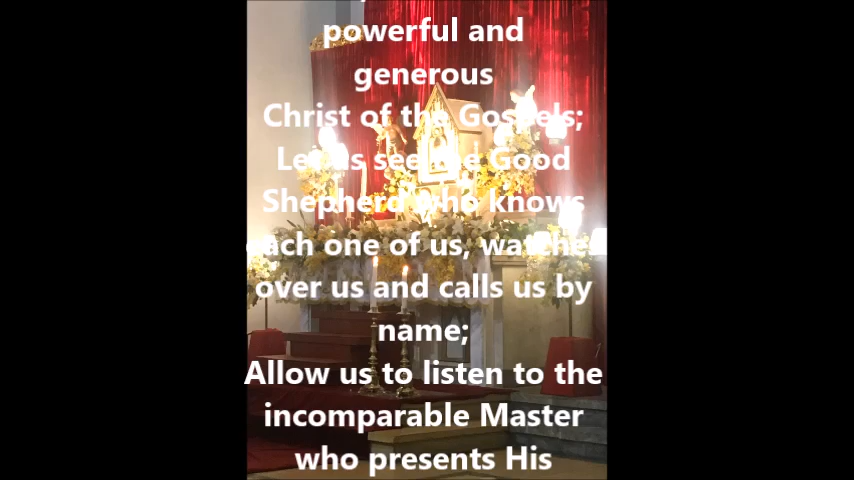 powerful and
generous
Christ of the Gospels;
Let us see the Good
Shepherd who knows
each one of us, watches
over us and calls us by
name;
Allow us to listen to the
incomparable Master
who presents His